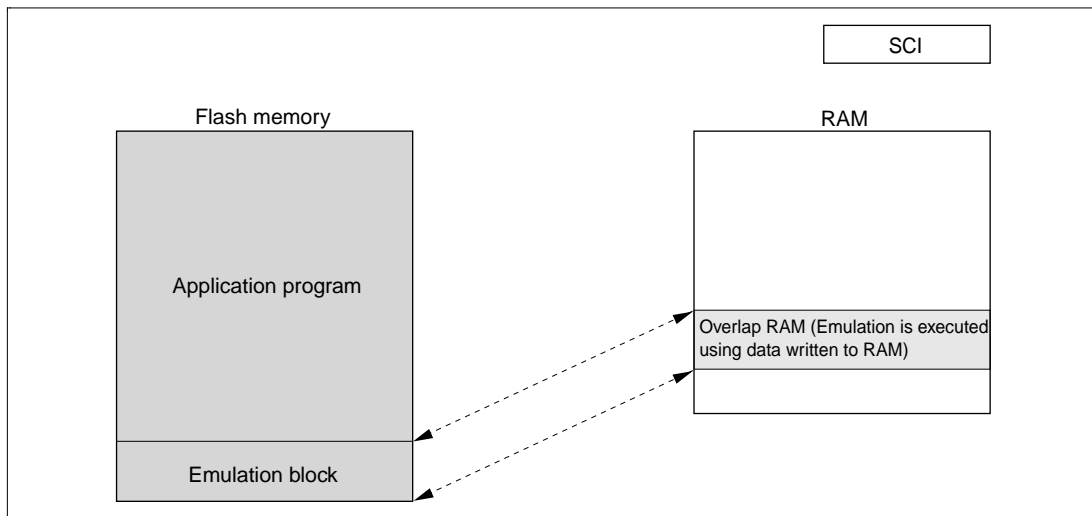 SCI
Flash memory
RAM
Application program
Overlap RAM (Emulation is executed
using data written to RAM)
Emulation block